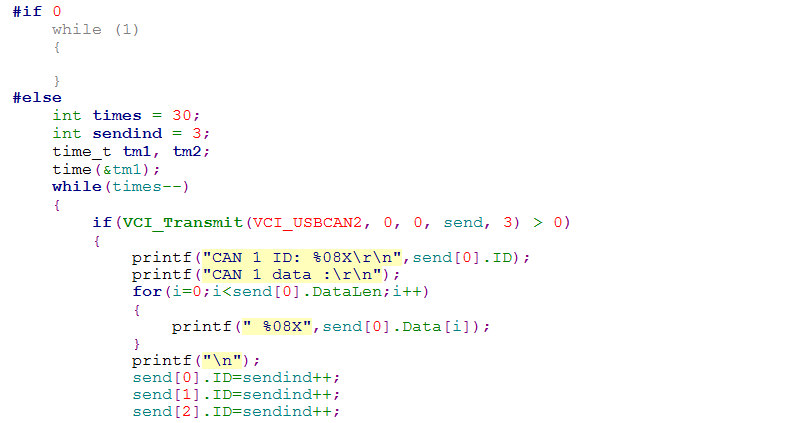 #if 0
    while (1)
    {

    }
#else
    int times = 30;
    int sendind = 3;
    time_t tm1, tm2;
    time(&tm1);
    while(times--)
    {
        if(VCI_Transmit(VCI_USBCAN2, 0, 0, send, 3) > 0)
        {
            printf("CAN 1 ID: %08X\r\n",send[0].ID);
            printf("CAN 1 data :\r\n");
            for(i=0;i<send[0].DataLen;i++)
            {
                printf(" %08X",send[0].Data[i]);
            }
            printf("\n");
            send[0].ID=sendind++;
            send[1].ID=sendind++;
            send[2].ID=sendind++;